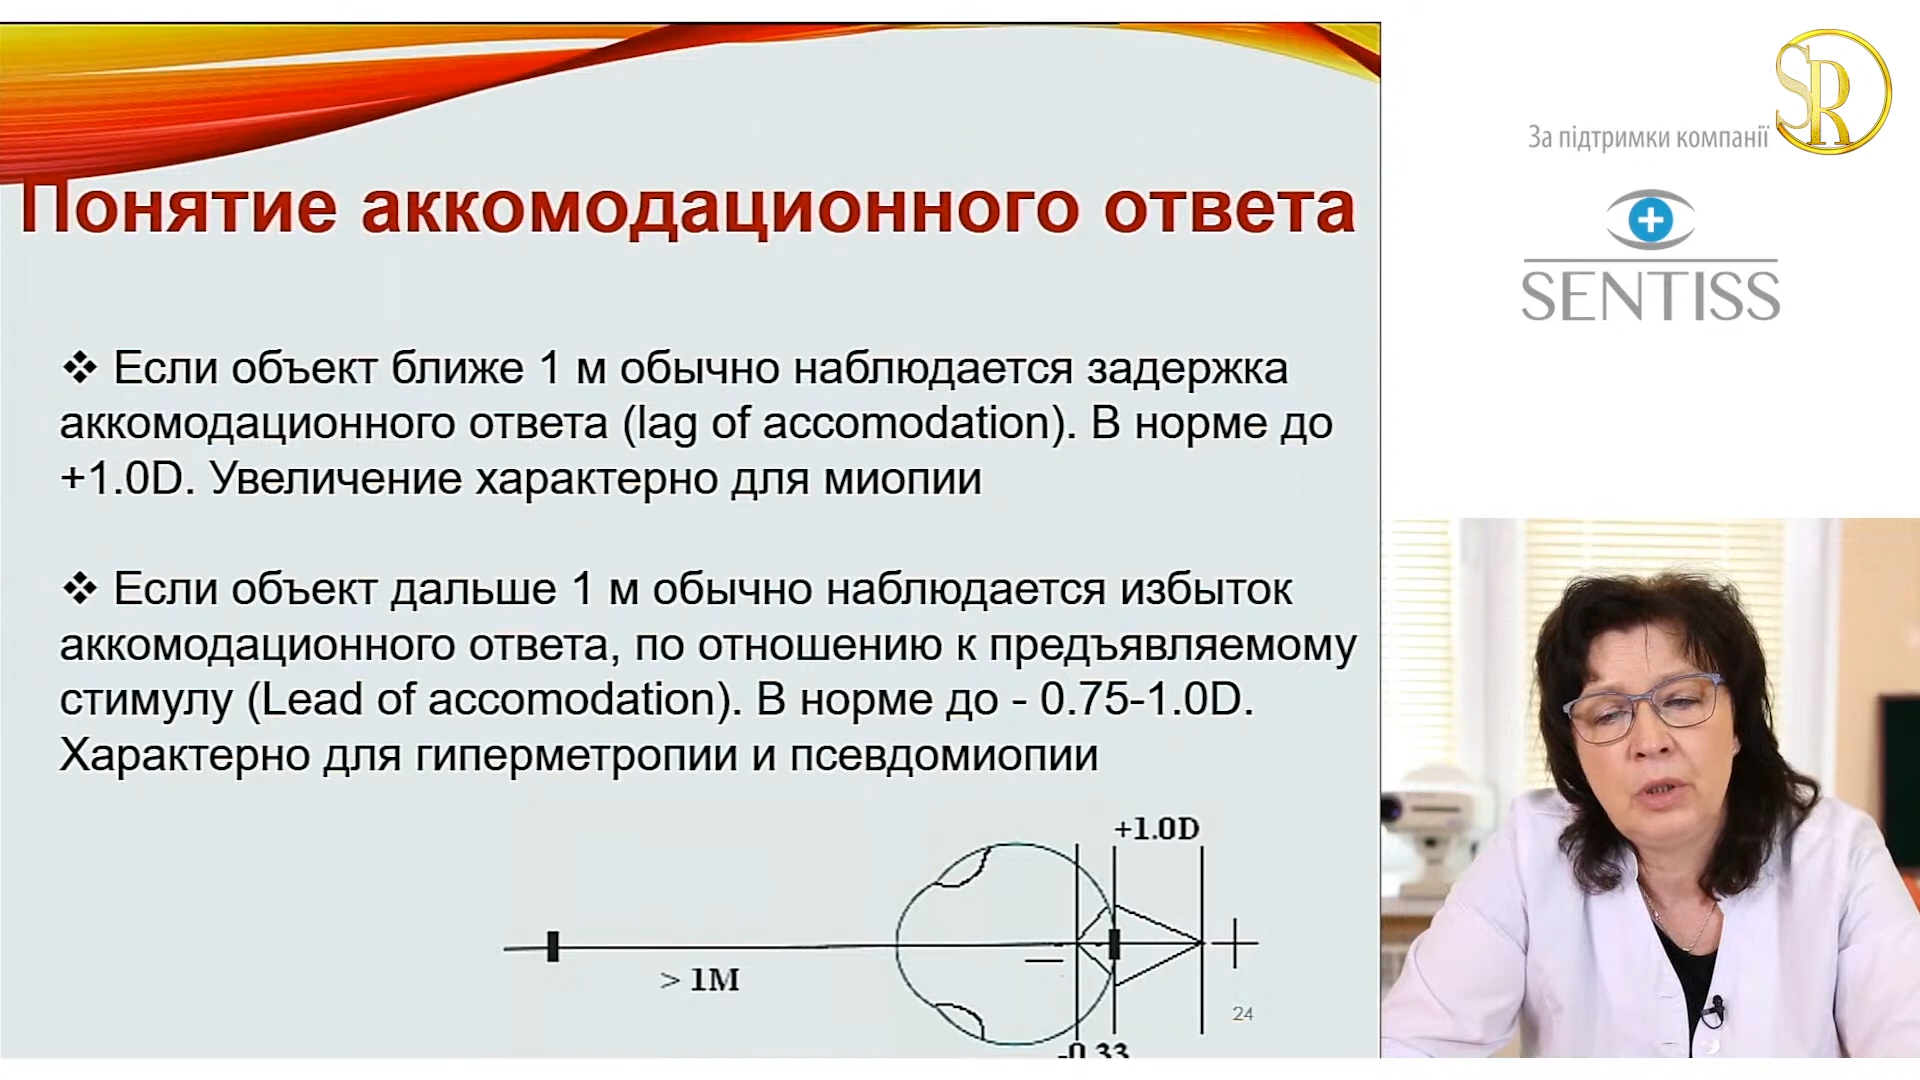 Понятие аккомодационного ответа
❖ Если объект ближе 1 м обычно наблюдается задержка
аккомодационного ответа (lag of accomodation). В норме до
+1.0D. Увеличение характерно для миопии
❖ Если объект дальше 1 м обычно наблюдается избыток
аккомодационного ответа, по отношению к предъявляемому
стимулу (Lead of accomodation). В норме до - 0.75-1.0D.
Характерно для гиперметропии и псевдомиопии
+1.0D
> 1M
-0.33
24
SR
За підтримки компанії
SENTISS